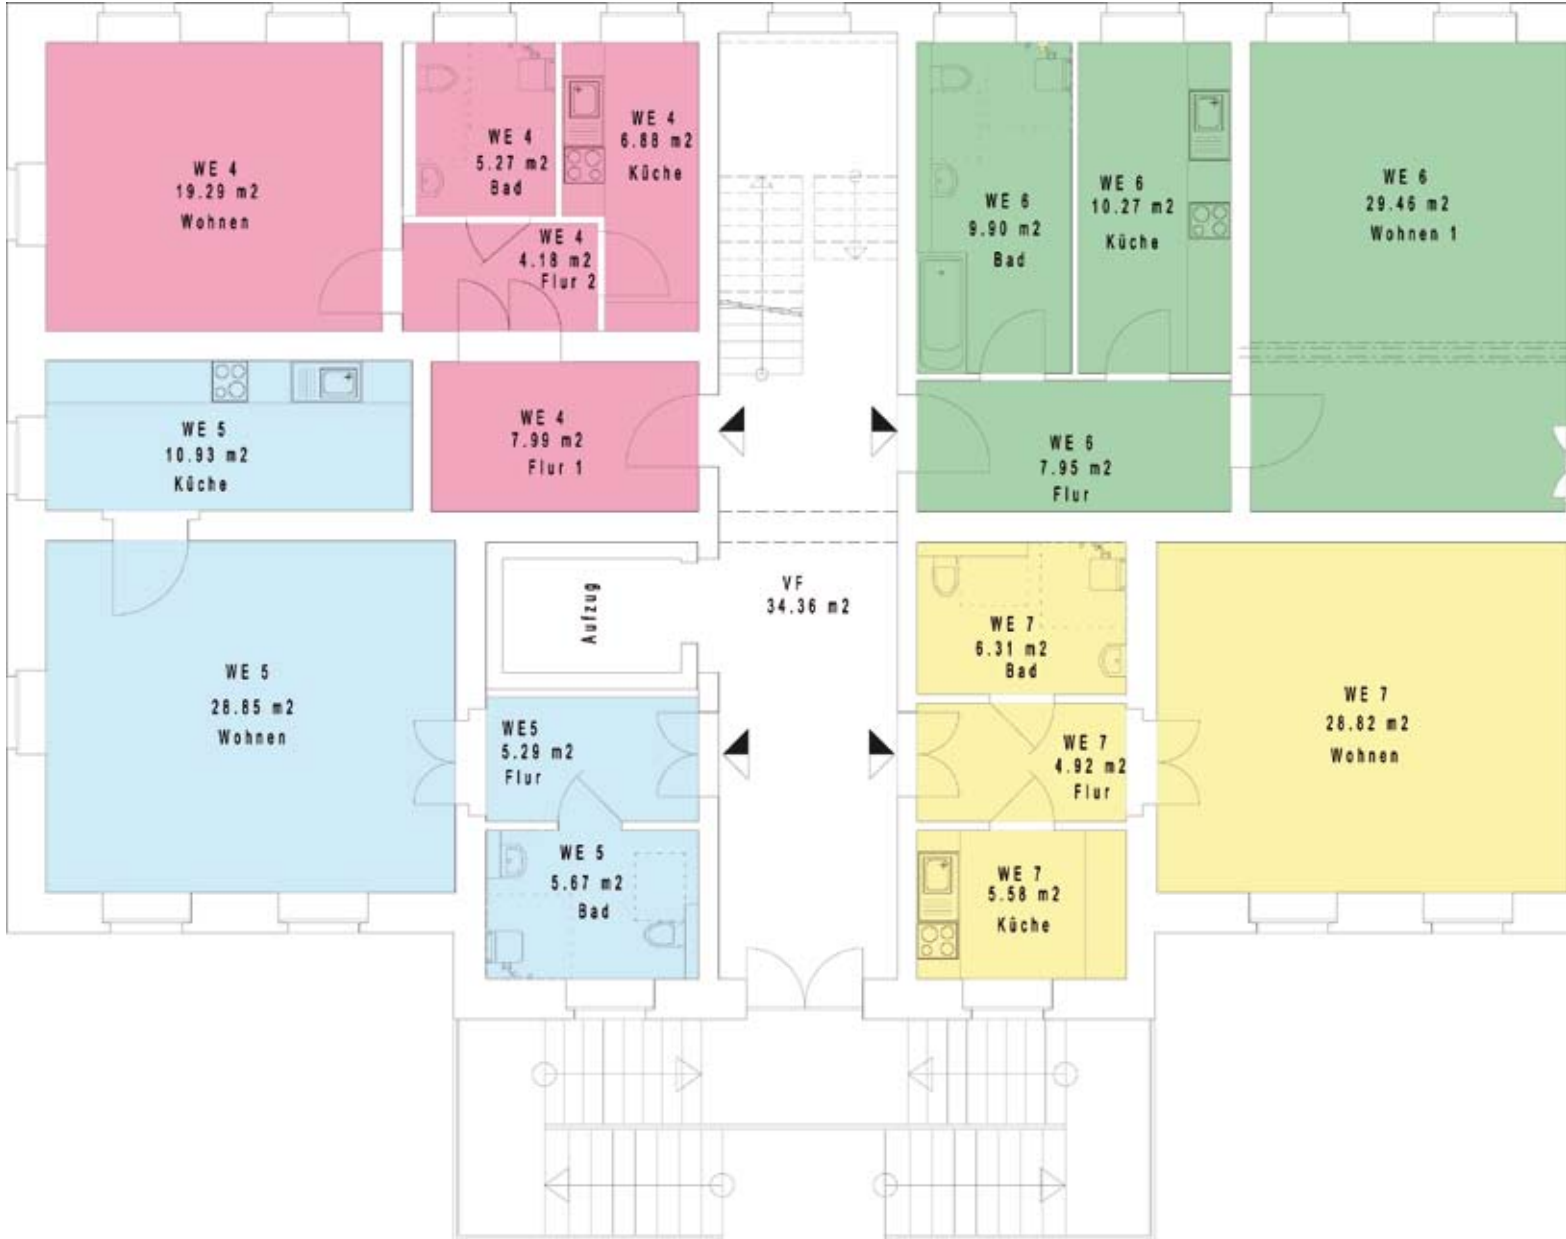 WE 4
19.29 m2
Wohnen
WE 4
5.27 m2
Bad
WE 4
6.88 m2
Küche
WE 4
4.18 m2
Flur 2
WE 6
9.90 m2
Bad
WE 6
10.27 m2
Küche
WE 6
29.46 m2
Wohnen 1
WE 5
10.93 m2
Küche
WE 4
7.99 m2
Flur 1
WE 6
7.95 m2
Flur
Aufzug
VF
34.36 m2
WE 5
28.85 m2
Wohnen
WE5
5.29 m2
Flur
WE 5
5.67 m2
Bad
WE 7
6.31 m2
Bad
WE 7
4.92 m2
Flur
WE 7
28.82 m2
Wohnen
WE 7
5.58 m2
Küche